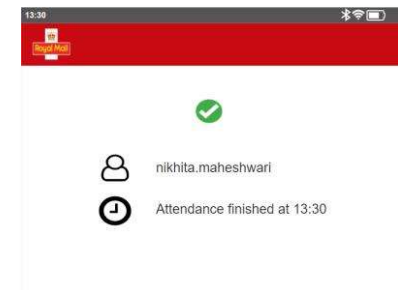 13:30
Royal Mail
nikhita.maheshwari
Attendance finished at 13:30